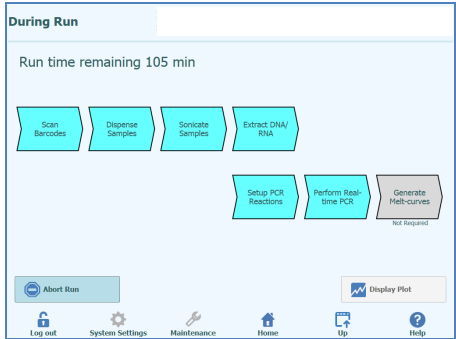 During Run
Run time remaining 105 min
Scan
Barcodes
Dispense
Samples
Sonicate
Samples
Extract DNA/
RNA
Setup PCR
Reactions
Perform Real-
time PCR
Generate
Melt-curves
Not Required
Abort Run
Display Plot
Log out
System Settings
Maintenance
Home
Up
Help